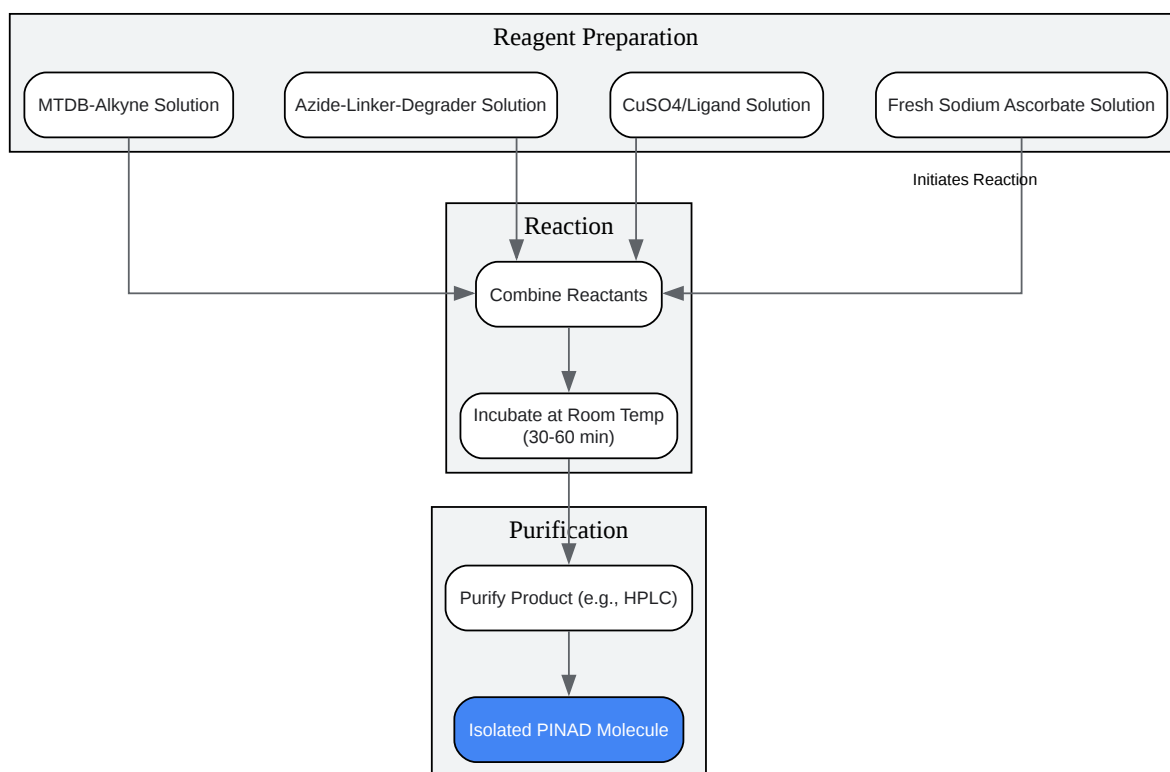 Reagent Preparation
MTDB-Alkyne Solution
Azide-Linker-Degrader Solution
CuSO4/Ligand Solution
Fresh Sodium Ascorbate Solution
Initiates Reaction
Reaction
Combine Reactants
Incubate at Room Temp
(30-60 min)
Purification
Purify Product (e.g., HPLC)
Isolated PINAD Molecule